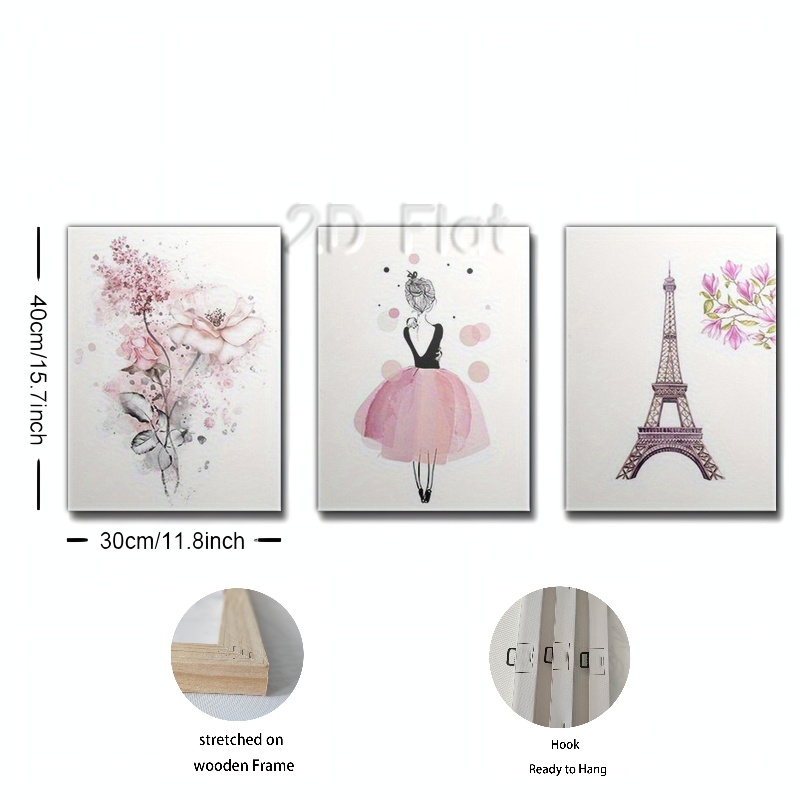 2D Flat
40cm/15.7inch
30cm/11.8inch
stretched on
wooden Frame
Hook
Ready to Hang